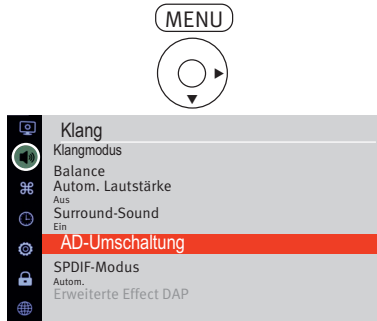 MENU
Klang
Klangmodus
Balance
Autom. Lautstärke
Aus
Surround-Sound
Ein
AD-Umschaltung
SPDIF-Modus
Autom.
Erweiterte Effect DAP